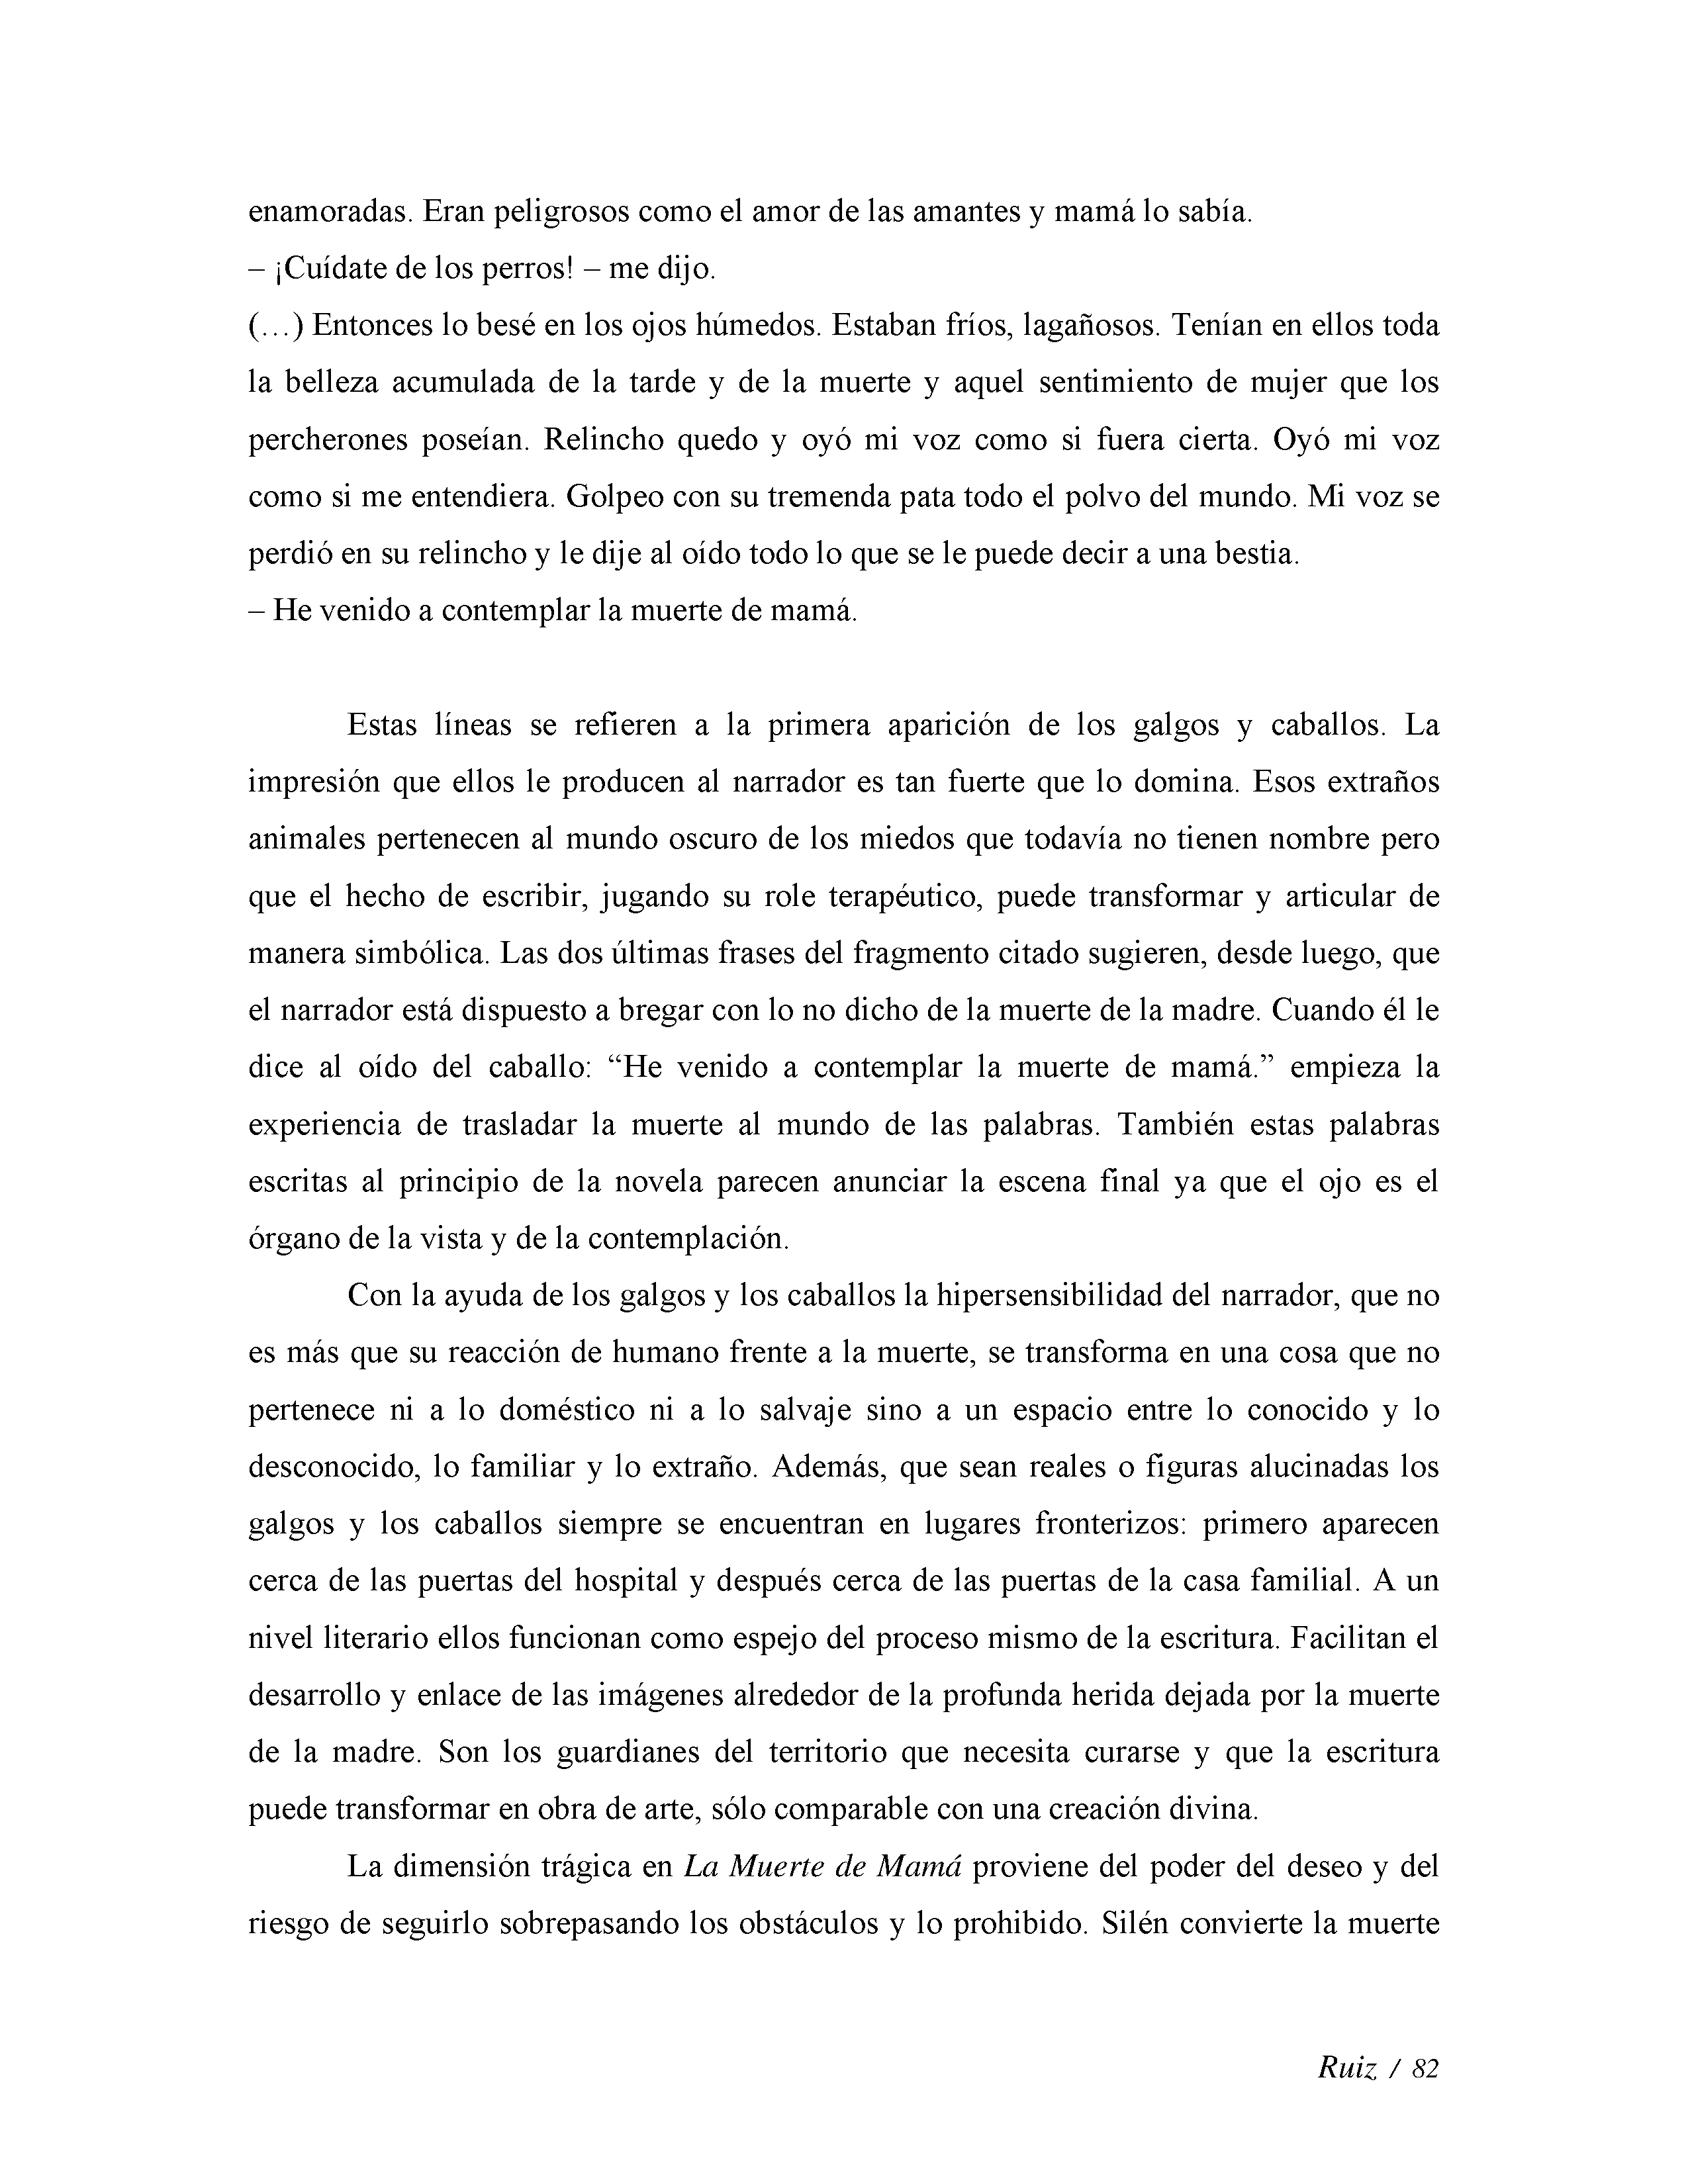 enamoradas. Eran peligrosos como el amor de las amantes y mamá lo sabía.
– ¡Cuídate de los perros! – me dijo.
(…) Entonces lo besé en los ojos húmedos. Estaban fríos, lagañosos. Tenían en ellos toda
la belleza acumulada de la tarde y de la muerte y aquel sentimiento de mujer que los
percherones poseían. Relincho quedo y oyó mi voz como si fuera cierta. Oyó mi voz
como si me entendiera. Golpeo con su tremenda pata todo el polvo del mundo. Mi voz se
perdió en su relincho y le dije al oído todo lo que se le puede decir a una bestia.
– He venido a contemplar la muerte de mamá.
Estas líneas se refieren a la primera aparición de los galgos y caballos. La
impresión que ellos le producen al narrador es tan fuerte que lo domina. Esos extraños
animales pertenecen al mundo oscuro de los miedos que todavía no tienen nombre pero
que el hecho de escribir, jugando su role terapéutico, puede transformar y articular de
manera simbólica. Las dos últimas frases del fragmento citado sugieren, desde luego, que
el narrador está dispuesto a bregar con lo no dicho de la muerte de la madre. Cuando él le
dice al oído del caballo: “He venido a contemplar la muerte de mamá.” empieza la
experiencia de trasladar la muerte al mundo de las palabras. También estas palabras
escritas al principio de la novela parecen anunciar la escena final ya que el ojo es el
órgano de la vista y de la contemplación.
Con la ayuda de los galgos y los caballos la hipersensibilidad del narrador, que no
es más que su reacción de humano frente a la muerte, se transforma en una cosa que no
pertenece ni a lo doméstico ni a lo salvaje sino a un espacio entre lo conocido y lo
desconocido, lo familiar y lo extraño. Además, que sean reales o figuras alucinadas los
galgos y los caballos siempre se encuentran en lugares fronterizos: primero aparecen
cerca de las puertas del hospital y después cerca de las puertas de la casa familial. A un
nivel literario ellos funcionan como espejo del proceso mismo de la escritura. Facilitan el
desarrollo y enlace de las imágenes alrededor de la profunda herida dejada por la muerte
de la madre. Son los guardianes del territorio que necesita curarse y que la escritura
puede transformar en obra de arte, sólo comparable con una creación divina.
La dimensión trágica en La Muerte de Mamá proviene del poder del deseo y del
riesgo de seguirlo sobrepasando los obstáculos y lo prohibido. Silén convierte la muerte
Ruiz / 82